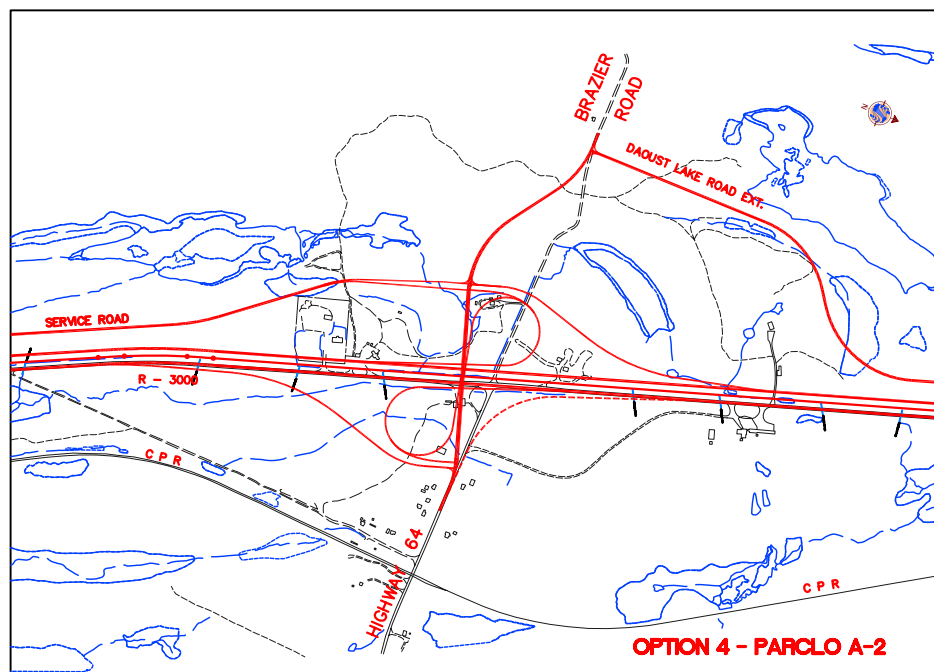 BRAZIER
ROAD
DAOUST LAKE ROAD EXT.
SERVICE ROAD
R - 3000
C P R
HIGHWAY 64
C P R
OPTION 4 - PARCLO A-2